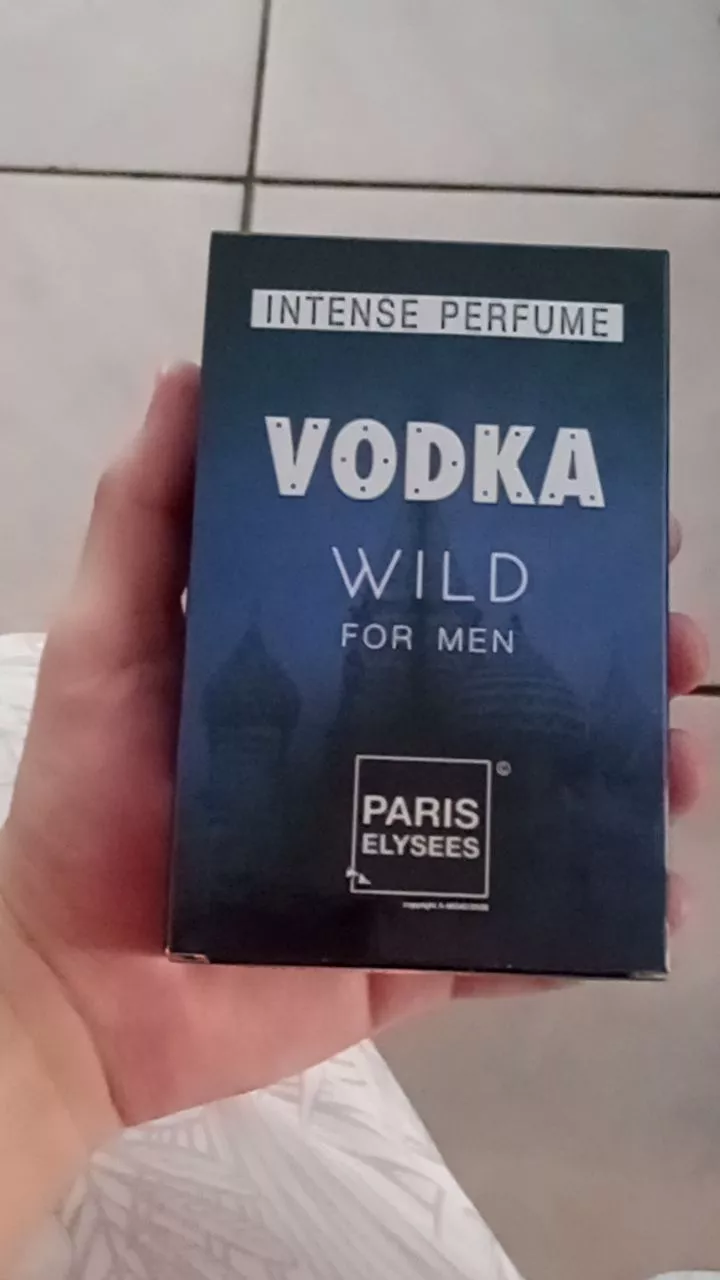 INTENSE PERFUME
VODKA
WILD
FOR MEN
©
PARIS
ELYSEES